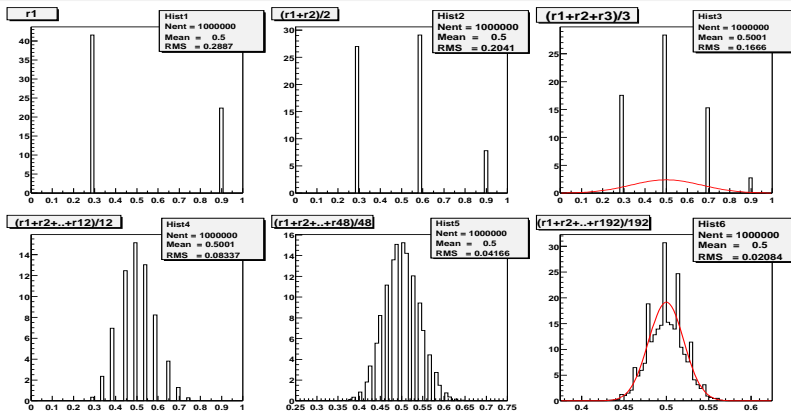 r1
Hist1
Nent = 1000000
Mean = 0.5
RMS = 0.2887
40
35
30
25
20
15
10
5
0
0 0.1 0.2 0.3 0.4 0.5 0.6 0.7 0.8 0.9 1
(r1+r2)/2
Hist2
Nent = 1000000
Mean = 0.5
RMS = 0.2041
30
25
20
15
10
5
0
0 0.1 0.2 0.3 0.4 0.5 0.6 0.7 0.8 0.9 1
(r1+r2+r3)/3
Hist3
Nent = 1000000
Mean = 0.5001
RMS = 0.1666
30
25
20
15
10
5
0
0 0.1 0.2 0.3 0.4 0.5 0.6 0.7 0.8 0.9 1
(r1+r2+..+r12)/12
Hist4
Nent = 1000000
Mean = 0.5001
RMS = 0.08337
14
12
10
8
6
4
2
0
0 0.1 0.2 0.3 0.4 0.5 0.6 0.7 0.8 0.9 1
(r1+r2+..+r48)/48
Hist5
Nent = 1000000
Mean = 0.5
RMS = 0.04166
16
14
12
10
8
6
4
2
0
0.25 0.3 0.35 0.4 0.45 0.5 0.55 0.6 0.65 0.7 0.75
(r1+r2+..+r192)/192
Hist6
Nent = 1000000
Mean = 0.5
RMS = 0.02084
30
25
20
15
10
5
0
0.4 0.45 0.5 0.55 0.6